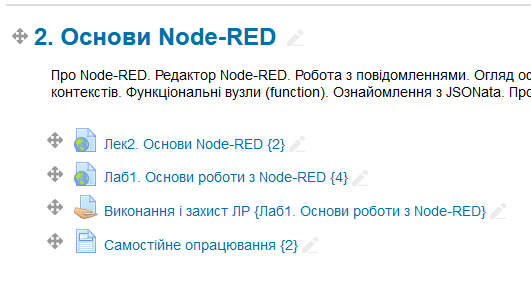 2. Основи Node-RED
Про Node-RED. Редактор Node-RED. Робота з повідомленнями. Огляд
контекстів. Функціональні вузли (function). Ознайомлення з JSONata.
Лек2. Основи Node-RED {2}
Лаб1. Основи роботи з Node-RED {4}
Виконання і захист ЛР {Лаб1. Основи роботи з Node-RED}
Самостійне опрацювання {2}